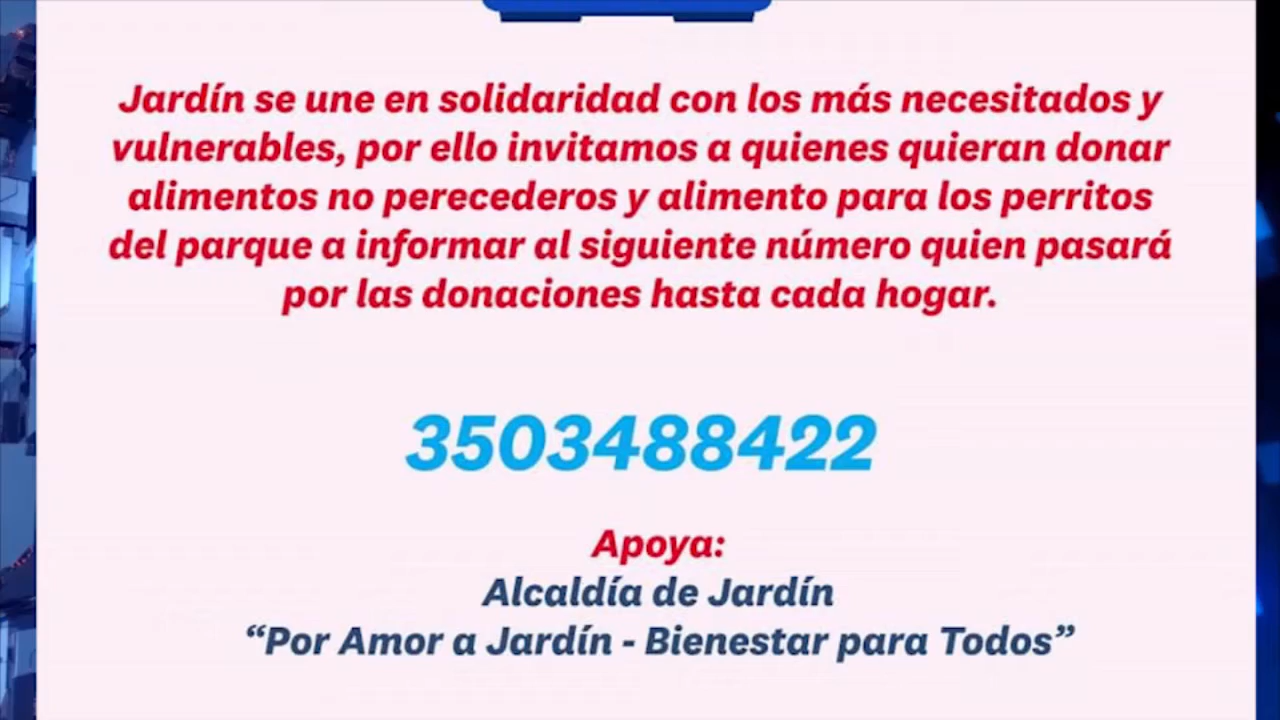 Jardín se une en solidaridad con los más necesitados y
vulnerables, por ello invitamos a quienes quieran donar
alimentos no perecederos y alimento para los perritos
del parque a informar al siguiente número quien pasará
por las donaciones hasta cada hogar.
3503488422
Apoya:
Alcaldía de Jardín
“Por Amor a Jardín - Bienestar para Todos”